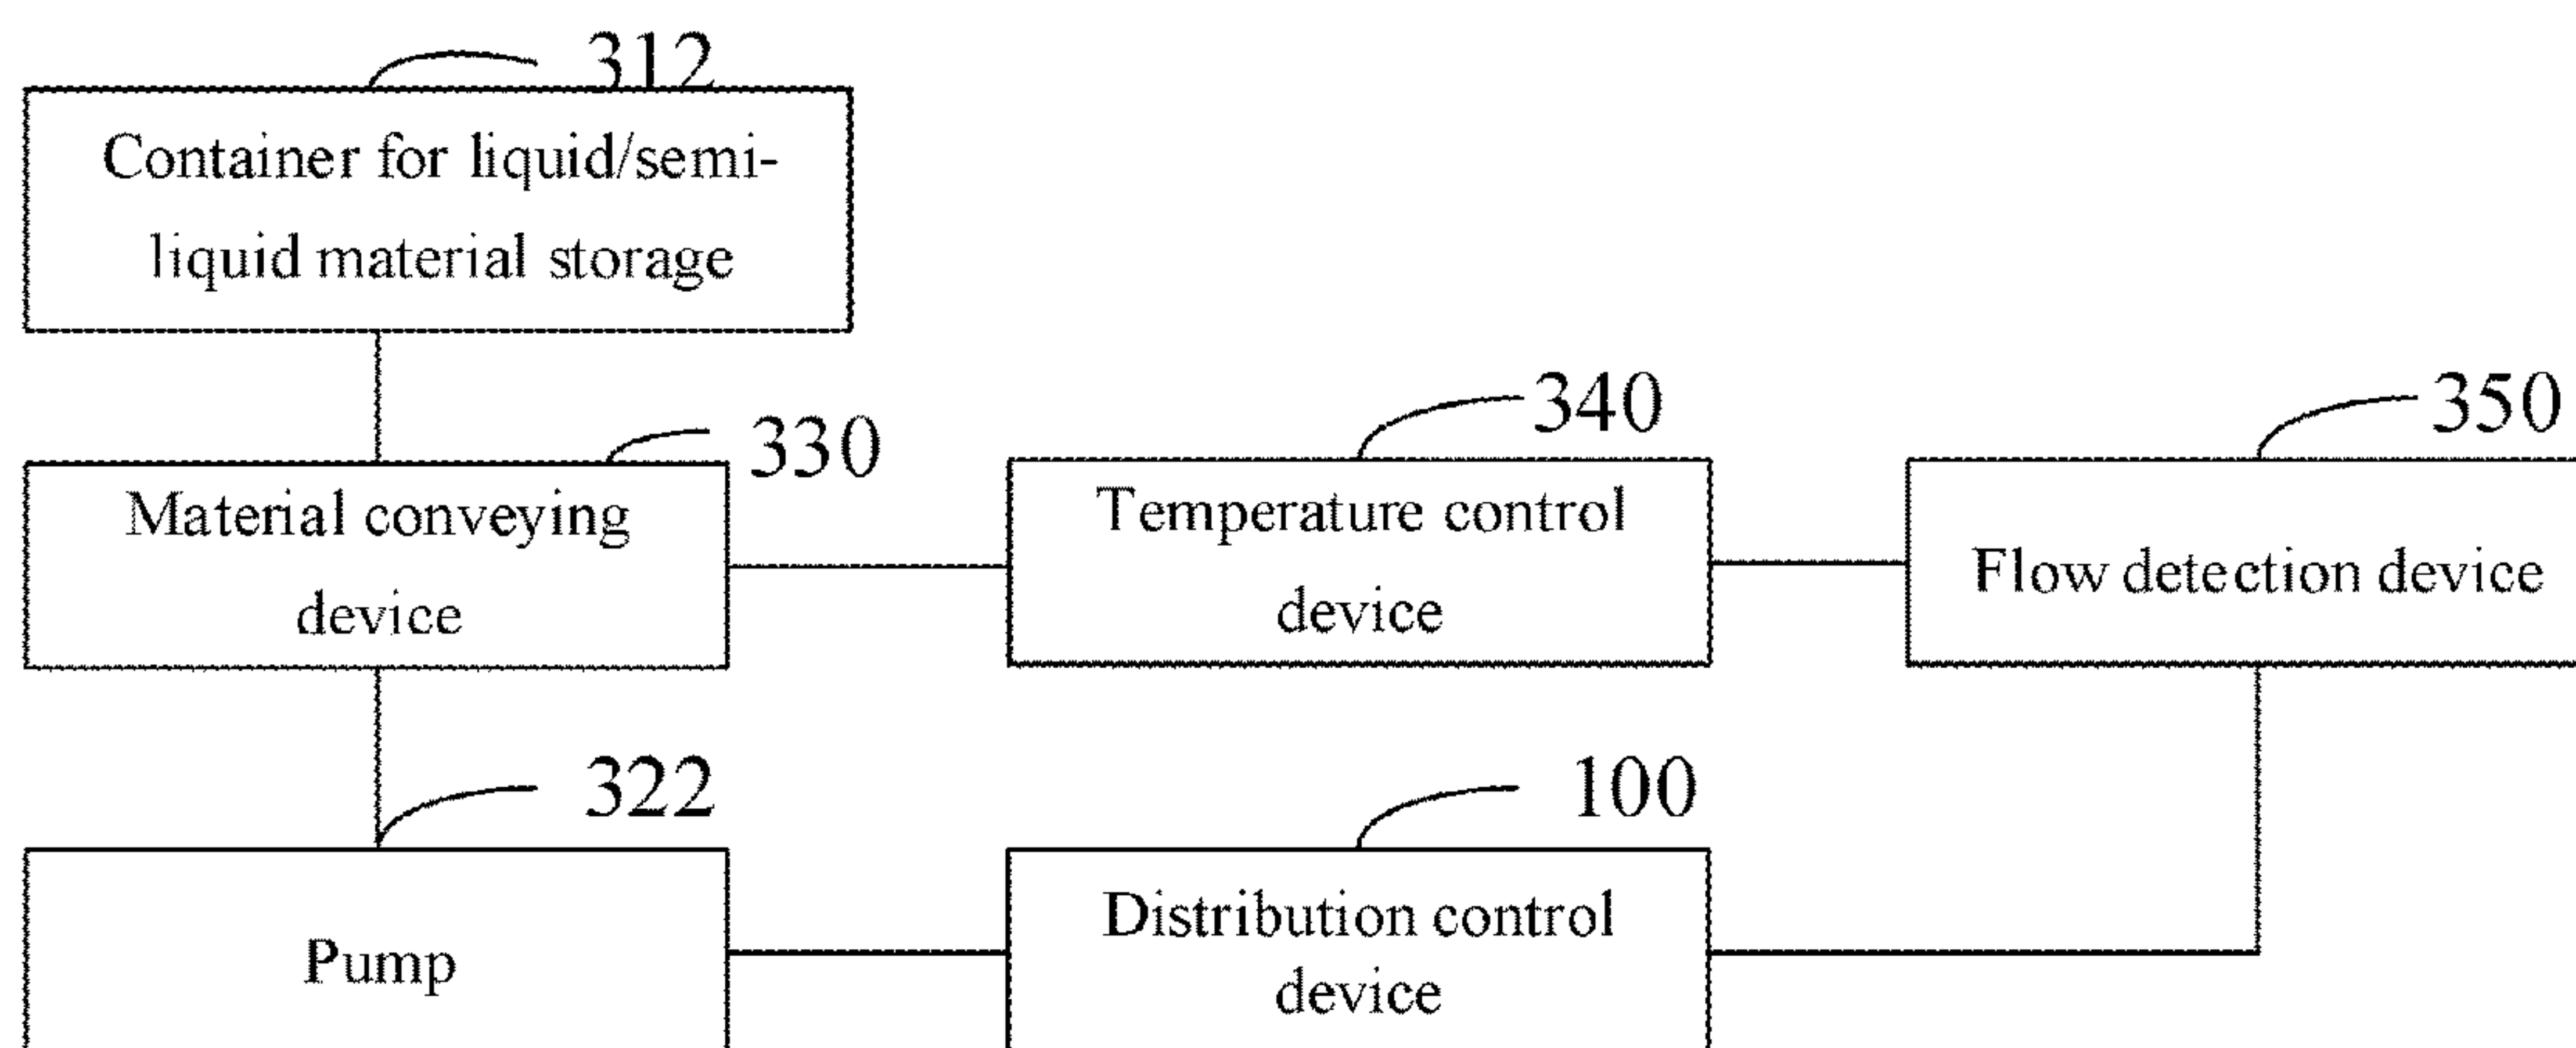 312
Container for liquid/semi-
liquid material storage
330
Material conveying
device
340
Temperature control
device
350
Flow detection device
322
Pump
100
Distribution control
device